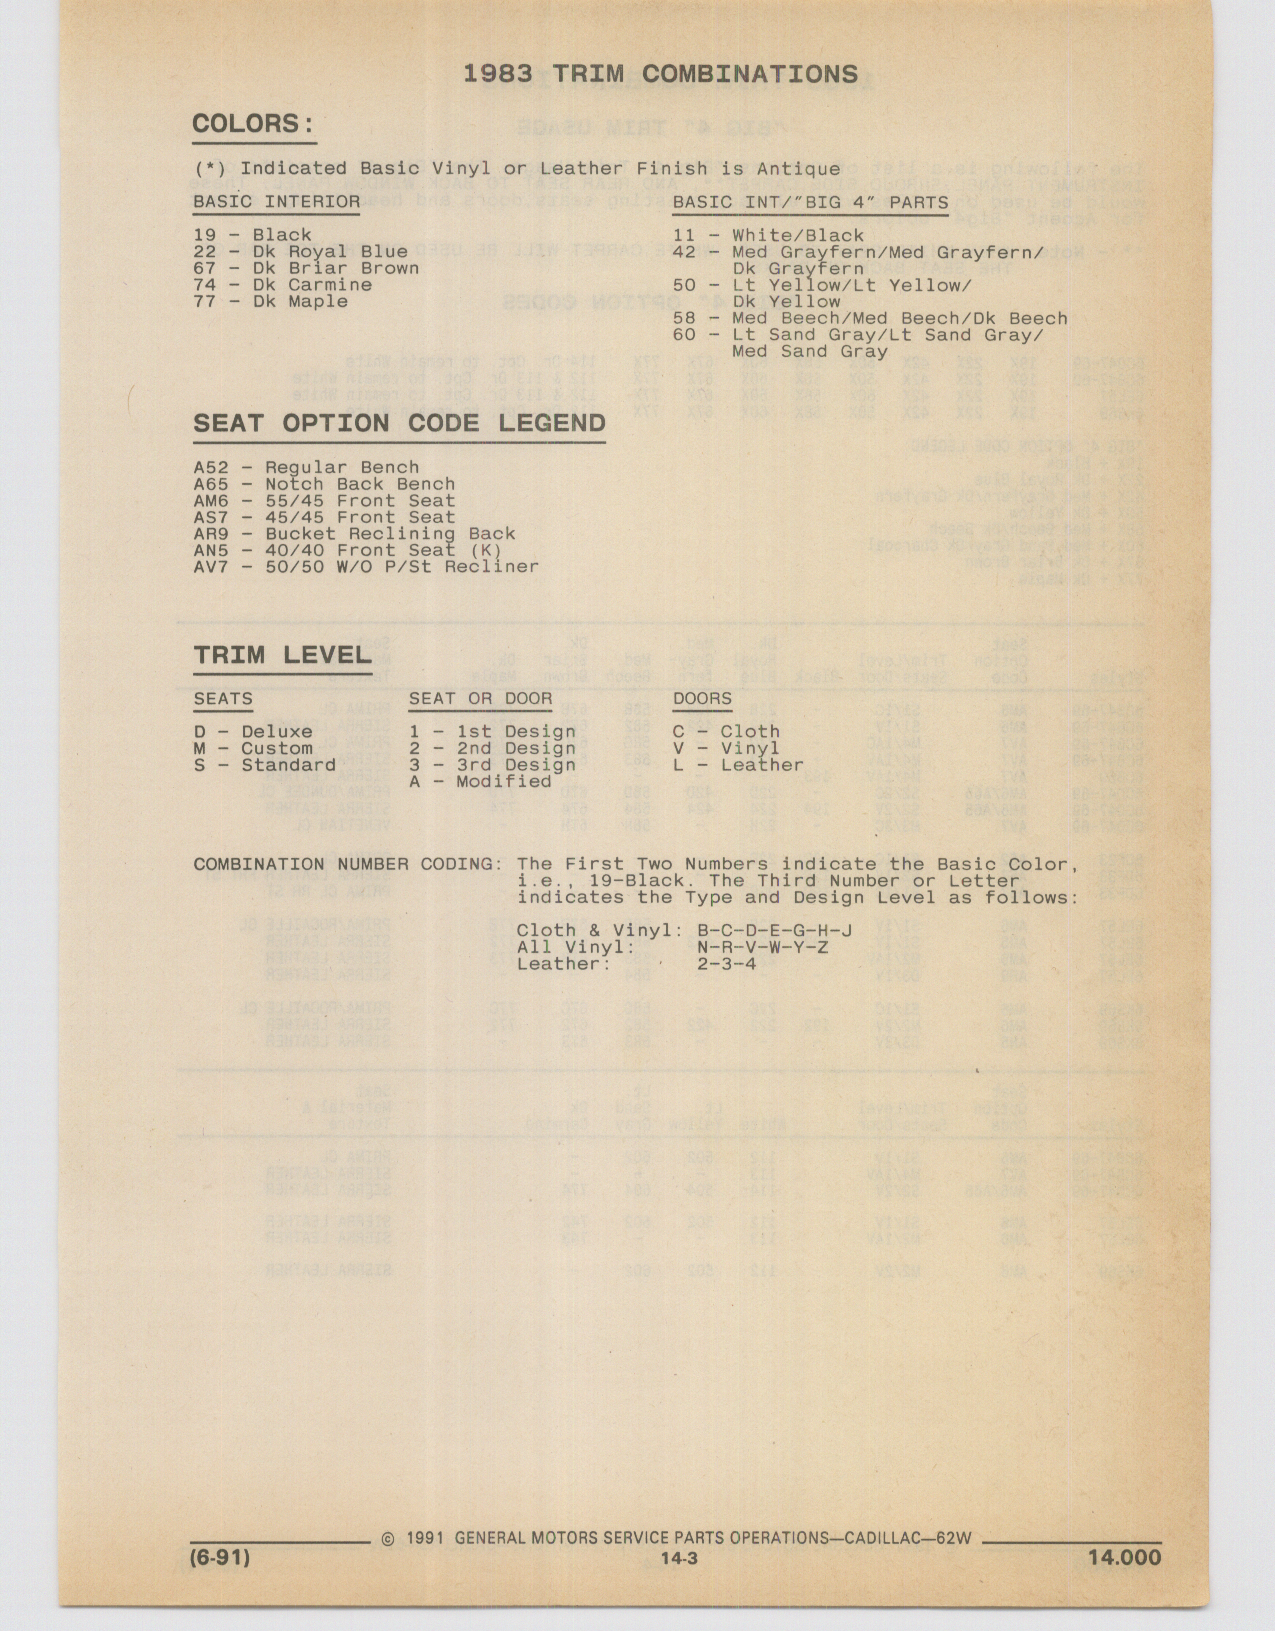 1983 TRIM COMBINATIONS
COLORS:
(*) Indicated Basic Vinyl or Leather Finish is Antique
BASIC INTERIOR
19 – Black
22 – Dk Royal Blue
67 – Dk Briar Brown
74 – Dk Carmine
77 – Dk Maple
BASIC INT/"BIG 4" PARTS
11 – White/Black
42 – Med Grayfern/Med Grayfern/
Dk Grayfern
50 – Lt Yellow/Lt Yellow/
Dk Yellow
58 – Med Beech/Med Beech/Dk Beech
60 – Lt Sand Gray/Lt Sand Gray/
Med Sand Gray
SEAT OPTION CODE LEGEND
A52 – Regular Bench
A65 – Notch Back Bench
AM6 – 55/45 Front Seat
AS7 – 45/45 Front Seat
AR9 – Bucket Reclining Back
AN5 – 40/40 Front Seat (K)
AV7 – 50/50 W/O P/St Recliner
TRIM LEVEL
SEATS
D – Deluxe
M – Custom
S – Standard
SEAT OR DOOR
1 – 1st Design
2 – 2nd Design
3 – 3rd Design
A – Modified
DOORS
C – Cloth
V – Vinyl
L – Leather
COMBINATION NUMBER CODING: The First Two Numbers indicate the Basic Color,
i.e., 19–Black. The Third Number or Letter
indicates the Type and Design Level as follows:
Cloth & Vinyl: B–C–D–E–G–H–J
All Vinyl: N–R–V–W–Y–Z
Leather: 2–3–4
© 1991 GENERAL MOTORS SERVICE PARTS OPERATIONS—CADILLAC—62W
(6-91) 14-3 14.000